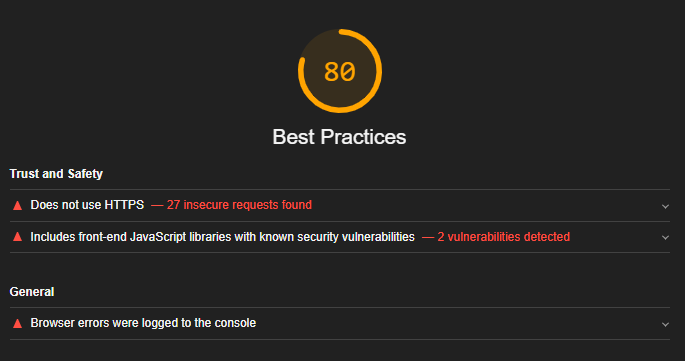 80
Best Practices
Trust and Safety
Does not use HTTPS — 27 insecure requests found
Includes front-end JavaScript libraries with known security vulnerabilities — 2 vulnerabilities detected
General
Browser errors were logged to the console